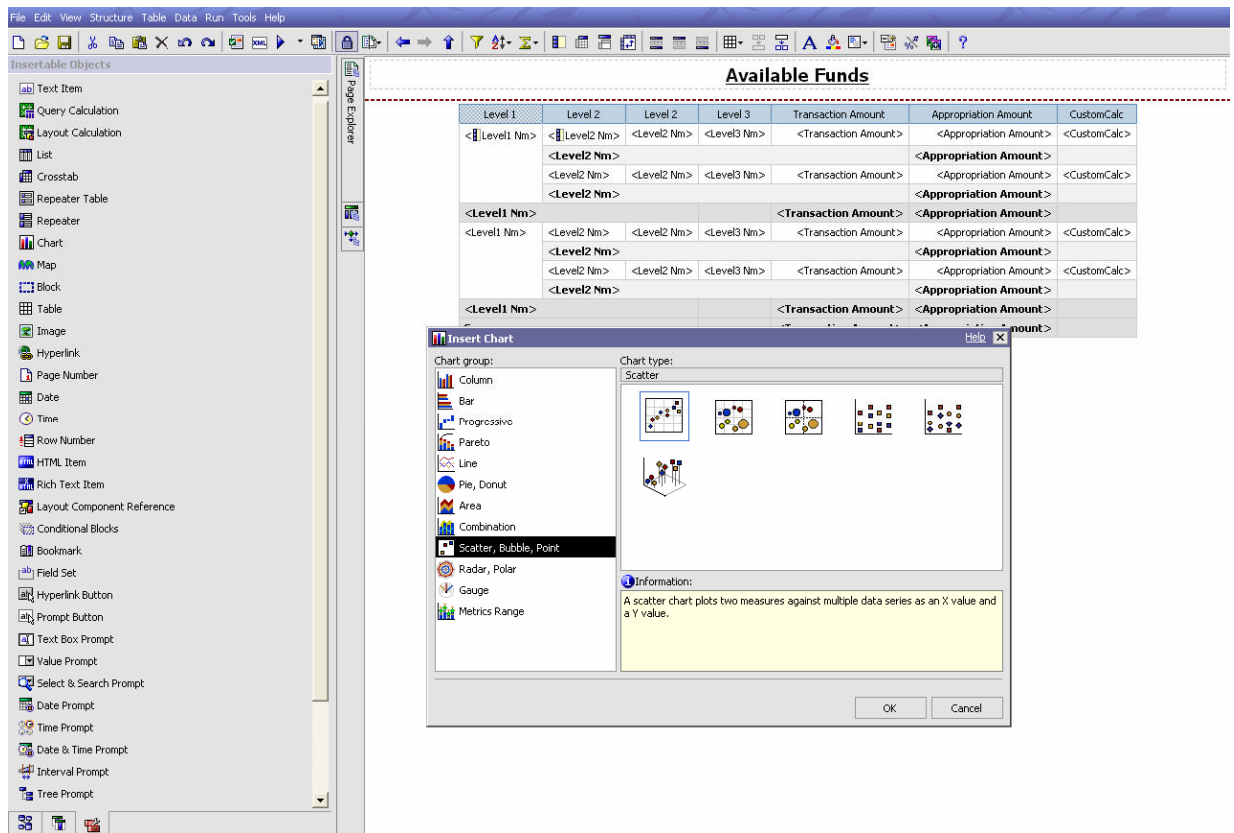 File Edit View Structure Table Data Run Tools Help
Insertable Objects
Text Item
Query Calculation
Layout Calculation
List
Crosstab
Repeater Table
Repeater
Chart
Map
Block
Table
Image
Hyperlink
Page Number
Date
Time
Row Number
HTML Item
Rich Text Item
Layout Component Reference
Conditional Blocks
Bookmark
Field Set
Hyperlink Button
Prompt Button
Text Box Prompt
Value Prompt
Select & Search Prompt
Date Prompt
Time Prompt
Date & Time Prompt
Interval Prompt
Tree Prompt
Page Explorer
Available Funds
Level 1 Level 2 Level 2 Level 3 Transaction Amount Appropriation Amount CustomCalc
<Level1 Nm> <Level2 Nm> <Level2 Nm> <Level3 Nm> <Transaction Amount> <Appropriation Amount> <CustomCalc>
<Level2 Nm> <Appropriation Amount>
<Level2 Nm> <Level2 Nm> <Level3 Nm> <Transaction Amount> <Appropriation Amount> <CustomCalc>
<Level2 Nm> <Appropriation Amount>
<Level1 Nm> <Transaction Amount> <Appropriation Amount>
<Level1 Nm> <Level2 Nm> <Level2 Nm> <Level3 Nm> <Transaction Amount> <Appropriation Amount> <CustomCalc>
<Level2 Nm> <Appropriation Amount>
<Level2 Nm> <Level2 Nm> <Level3 Nm> <Transaction Amount> <Appropriation Amount> <CustomCalc>
<Level2 Nm> <Appropriation Amount>
<Level1 Nm> <Transaction Amount> <Appropriation Amount>
Insert Chart Help
Chart group:
Column
Bar
Progressive
Pareto
Line
Pie, Donut
Area
Combination
Scatter, Bubble, Point
Radar, Polar
Gauge
Metrics Range
Chart type:
Scatter
Information:
A scatter chart plots two measures against multiple data series as an X value and
a Y value.
OK Cancel